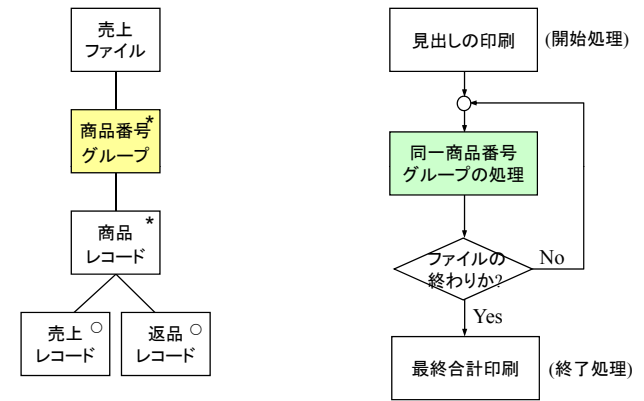 売上
ファイル
商品番号*
グループ
商品*
レコード
売上○
レコード
返品○
レコード
見出しの印刷
(開始処理)
同一商品番号
グループの処理
ファイルの
終わりか?
No
Yes
最終合計印刷
(終了処理)